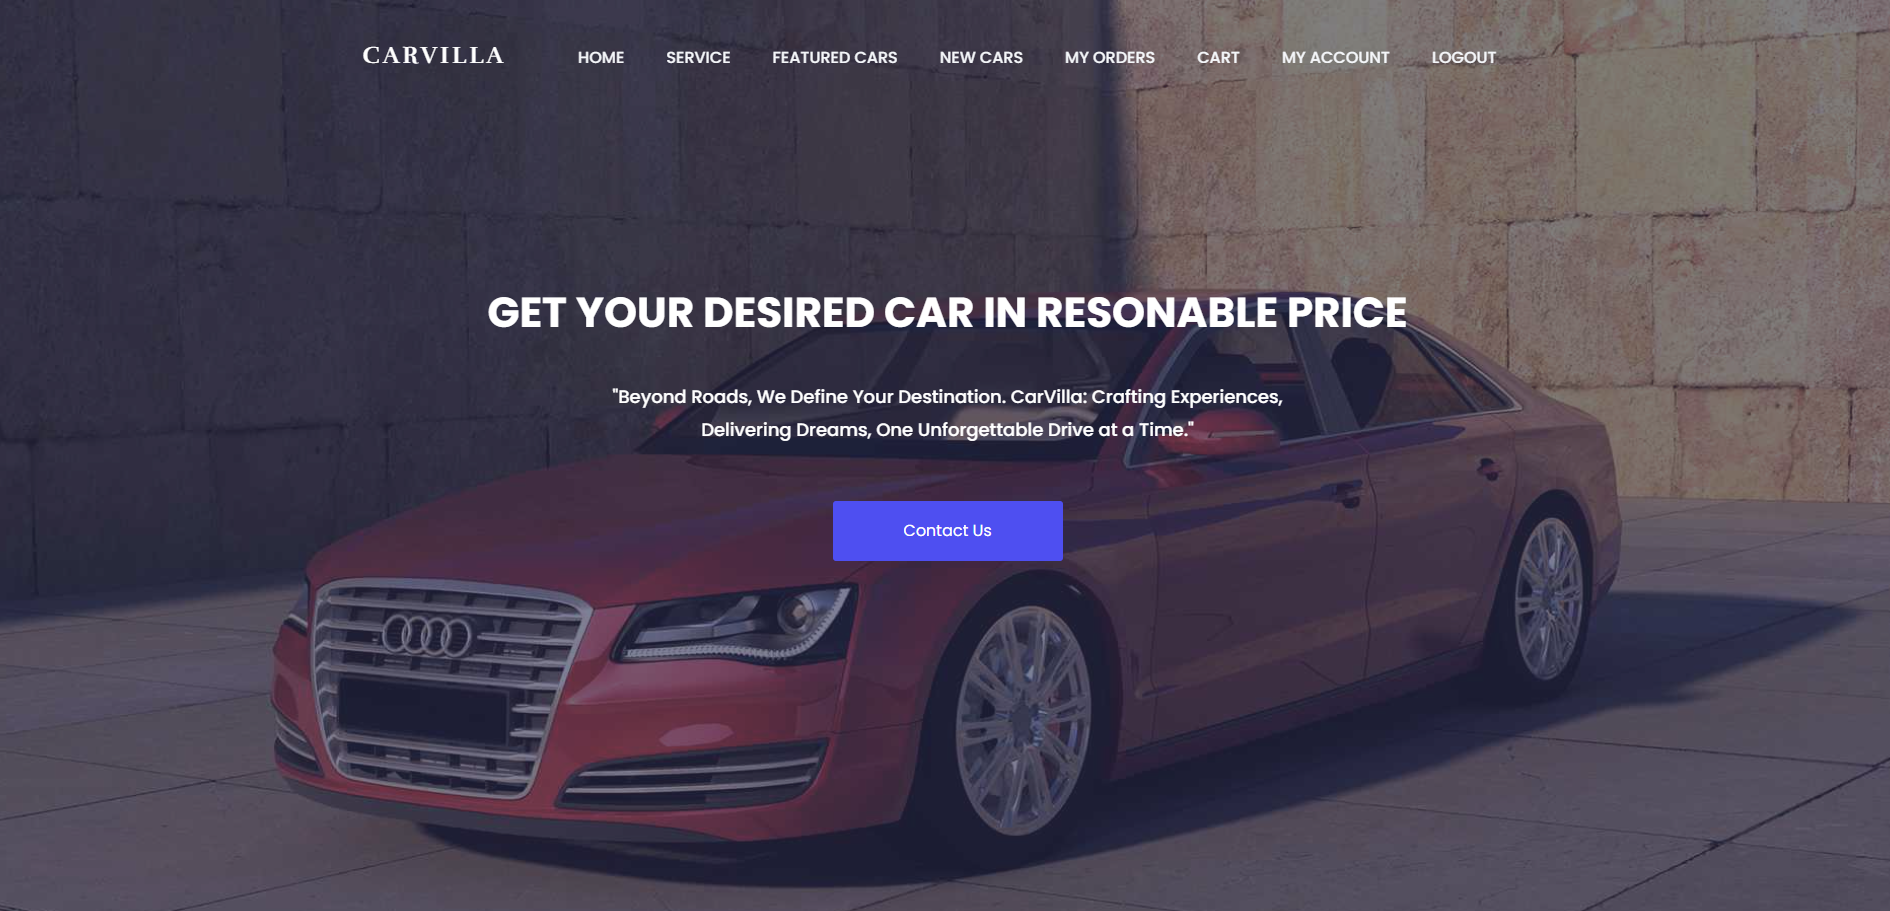 CARVILLA HOME SERVICE FEATURED CARS NEW CARS MY ORDERS CART MY ACCOUNT LOGOUT
GET YOUR DESIRED CAR IN RESONABLE PRICE
"Beyond Roads, We Define Your Destination. CarVilla: Crafting Experiences,
Delivering Dreams, One Unforgettable Drive at a Time."
Contact Us